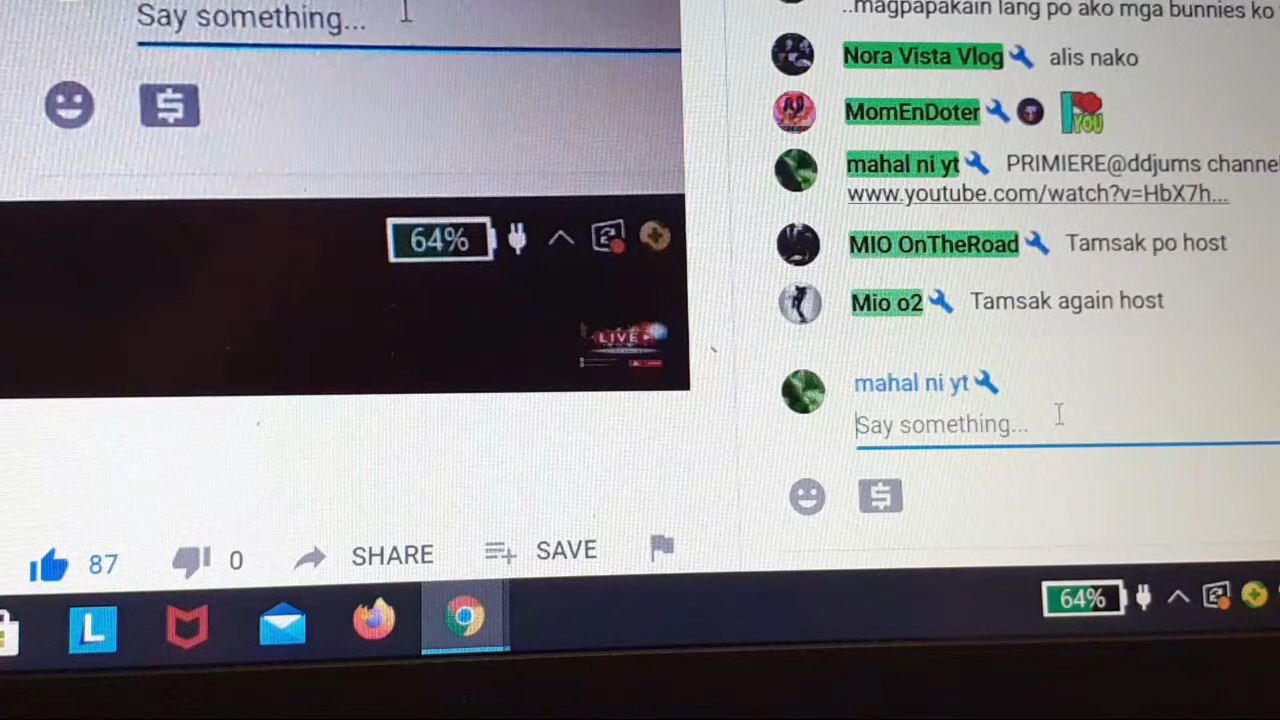 Say something...
64%
LIVE
87
0
SHARE
SAVE
..magpapakain lang po ako mga bunnies ko
Nora Vista Vlog alis nako
MomEnDoter YOU
mahal ni yt PRIMIERE@ddjums channe
www.youtube.com/watch?v=HbX7h...
MIO OnTheRoad Tamsak po host
Mio o2 Tamsak again host
mahal ni yt
Say something...
L
64%